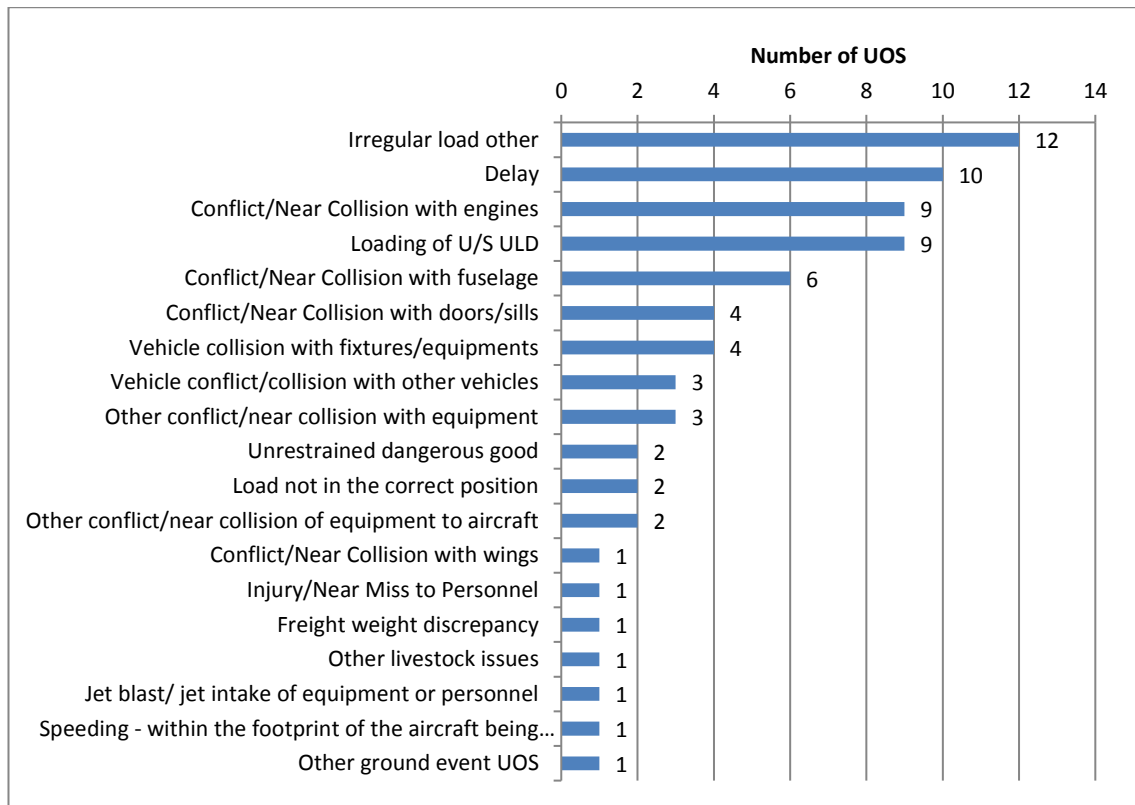 Number of UOS
0 2 4 6 8 10 12 14
Irregular load other 12
Delay 10
Conflict/Near Collision with engines 9
Loading of U/S ULD 9
Conflict/Near Collision with fuselage 6
Conflict/Near Collision with doors/sills 4
Vehicle collision with fixtures/equipments 4
Vehicle conflict/collision with other vehicles 3
Other conflict/near collision with equipment 3
Unrestrained dangerous good 2
Load not in the correct position 2
Other conflict/near collision of equipment to aircraft 2
Conflict/Near Collision with wings 1
Injury/Near Miss to Personnel 1
Freight weight discrepancy 1
Other livestock issues 1
Jet blast/ jet intake of equipment or personnel 1
Speeding - within the footprint of the aircraft being... 1
Other ground event UOS 1